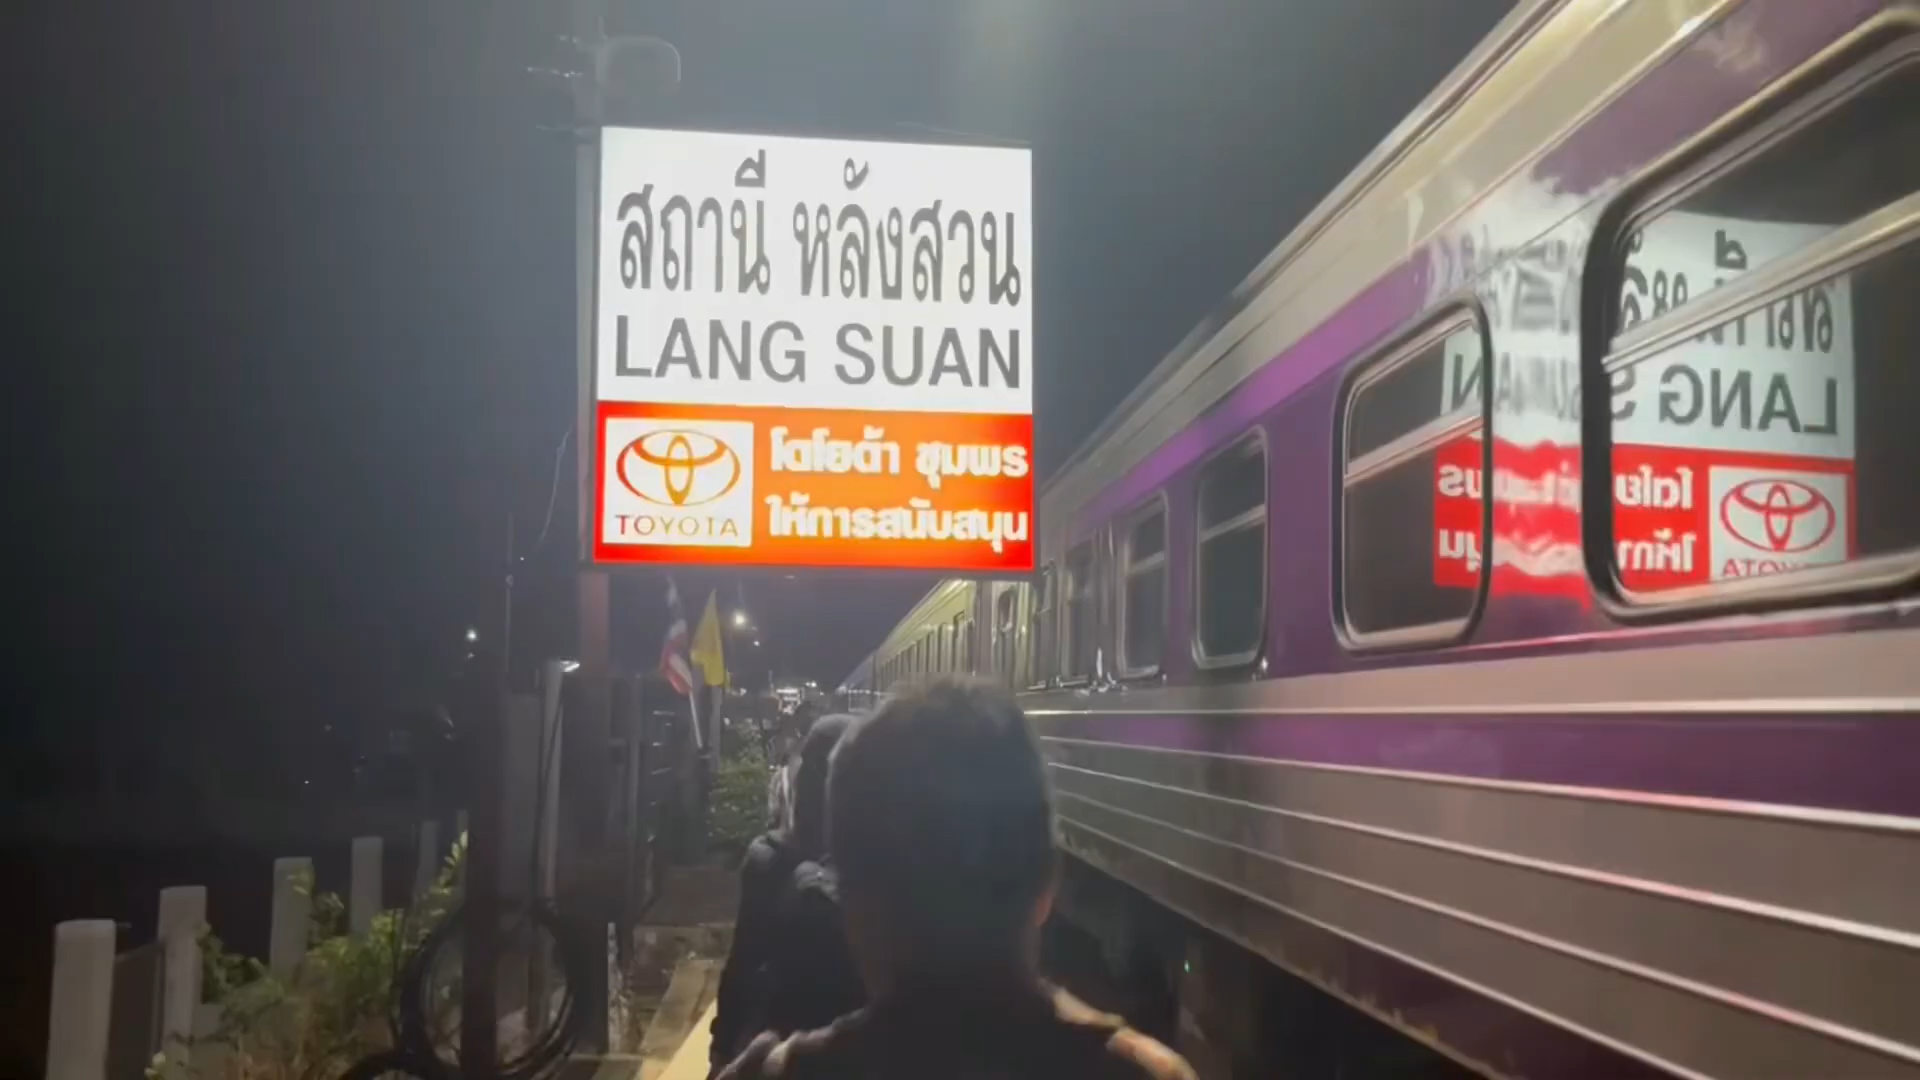 สถานี หลังสวน
LANG SUAN
โตโยต้า ชุมพร
ให้การสนับสนุน
TOYOTA